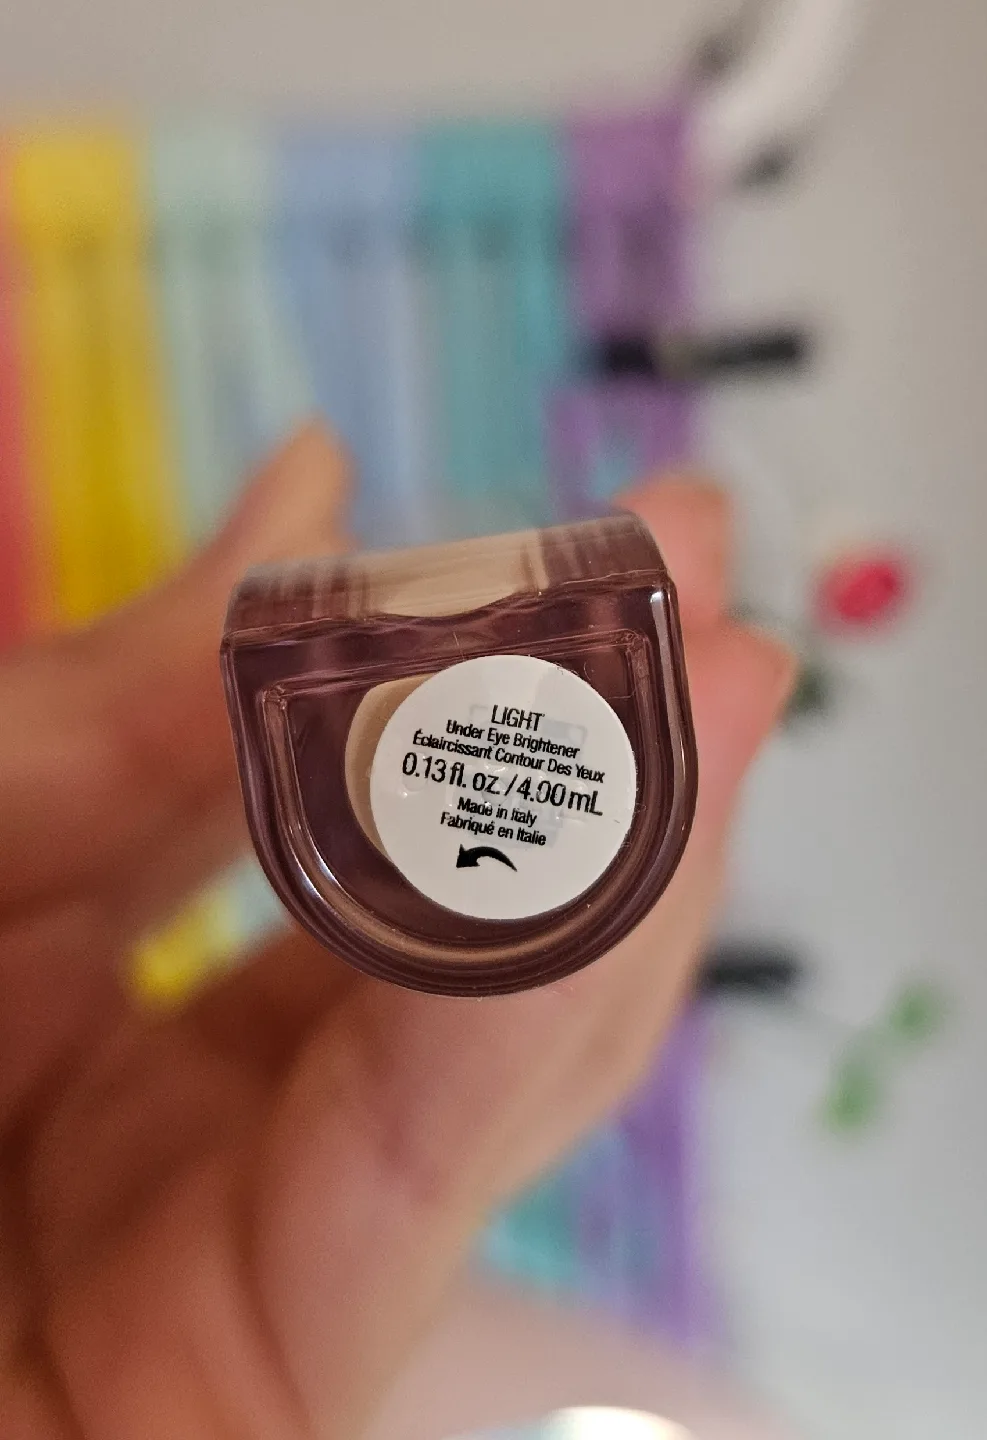 LIGHT
Under Eye Brightener
Éclaircissant Contour Des Yeux
0.13 fl. oz. / 4.00 mL
Made in Italy
Fabriqué en Italie